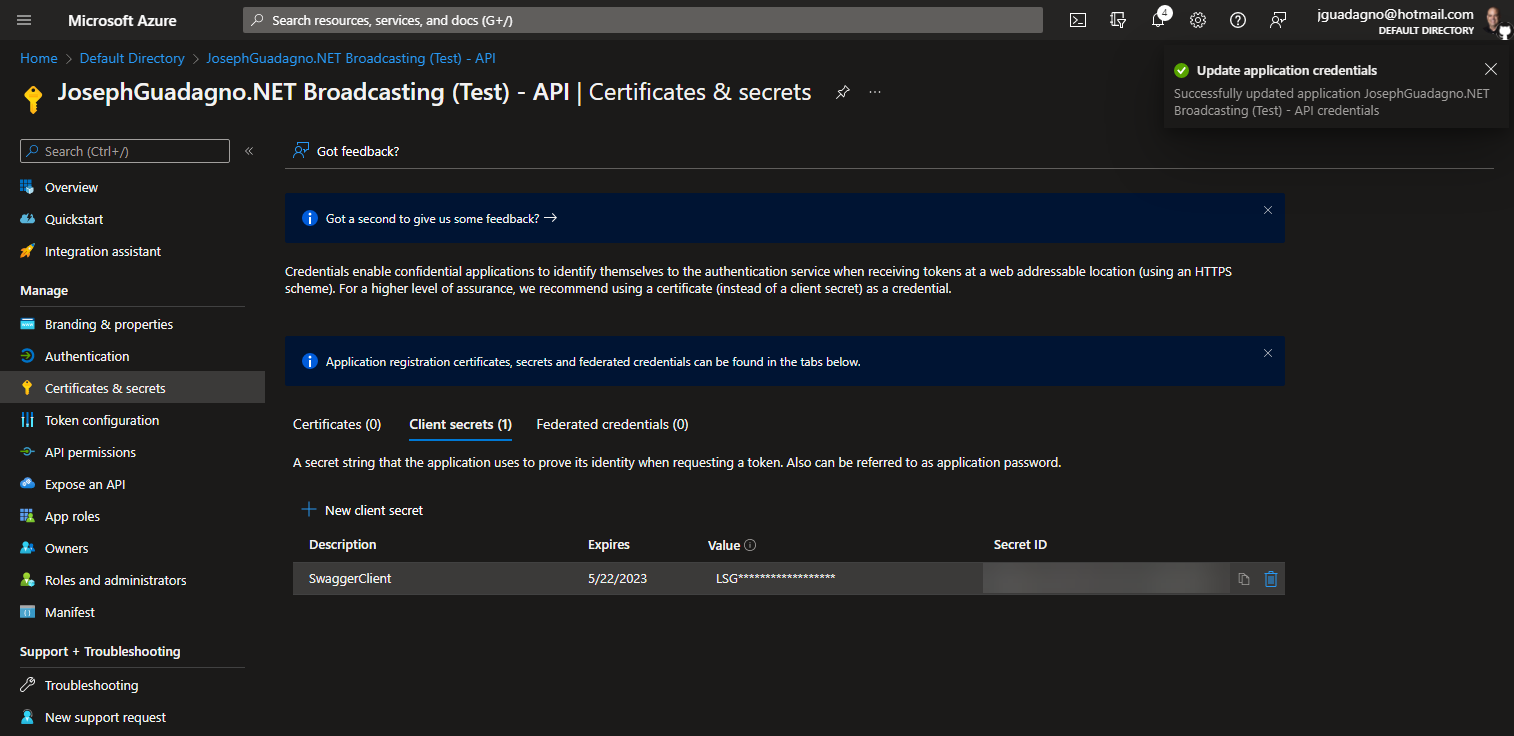 Microsoft Azure
Search resources, services, and docs (G+/)
4
jguadagno@hotmail.com
DEFAULT DIRECTORY
Home > Default Directory > JosephGuadagno.NET Broadcasting (Test) - API
JosephGuadagno.NET Broadcasting (Test) - API | Certificates & secrets
Update application credentials
Successfully updated application JosephGuadagno.NET
Broadcasting (Test) - API credentials
Search (Ctrl+/)
Overview
Quickstart
Integration assistant
Manage
Branding & properties
Authentication
Certificates & secrets
Token configuration
API permissions
Expose an API
App roles
Owners
Roles and administrators
Manifest
Support + Troubleshooting
Troubleshooting
New support request
Got feedback?
Got a second to give us some feedback?
Credentials enable confidential applications to identify themselves to the authentication service when receiving tokens at a web addressable location (using an HTTPS
scheme). For a higher level of assurance, we recommend using a certificate (instead of a client secret) as a credential.
Application registration certificates, secrets and federated credentials can be found in the tabs below.
Certificates (0) Client secrets (1) Federated credentials (0)
A secret string that the application uses to prove its identity when requesting a token. Also can be referred to as application password.
New client secret
Description Expires Value Secret ID
SwaggerClient 5/22/2023 LSG******************